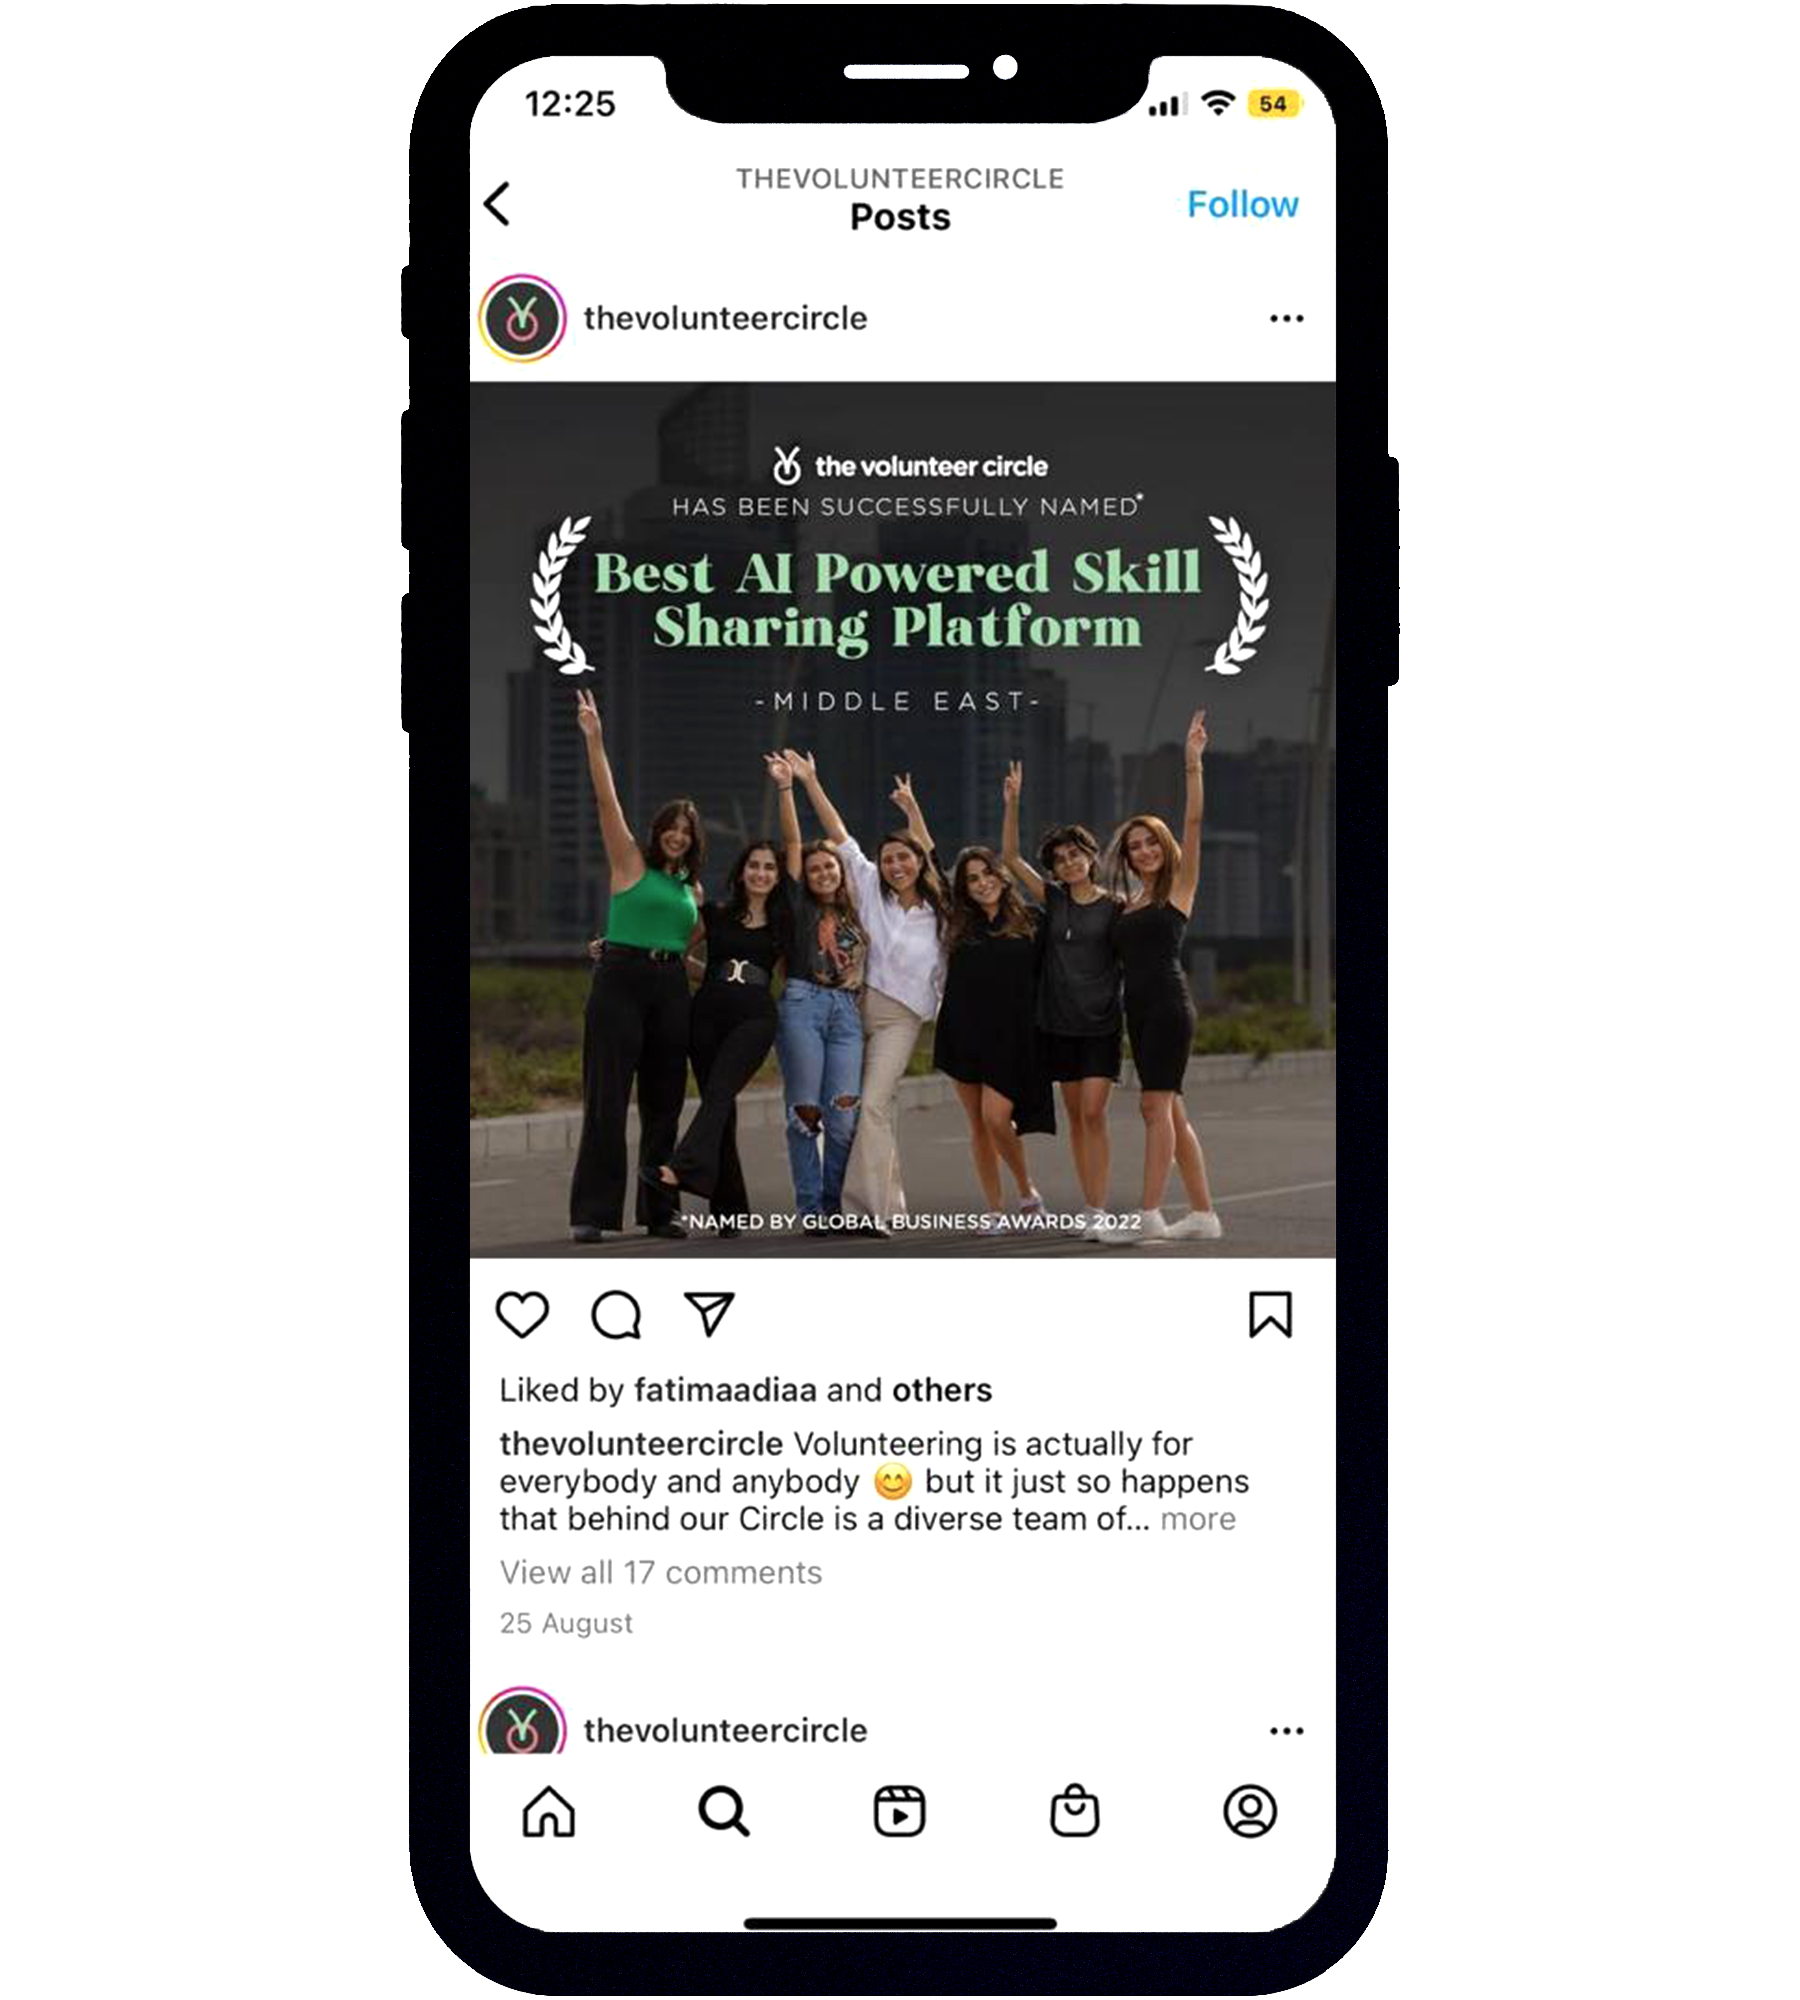 12:25
54
THEVOLUNTEERCIRCLE
Posts
Follow
thevolunteercircle
the volunteer circle
HAS BEEN SUCCESSFULLY NAMED*
Best AI Powered Skill
Sharing Platform
-MIDDLE EAST-
*NAMED BY GLOBAL BUSINESS AWARDS 2022
Liked by fatimaadiaa and others
thevolunteercircle Volunteering is actually for
everybody and anybody 😊 but it just so happens
that behind our Circle is a diverse team of... more
View all 17 comments
25 August
thevolunteercircle